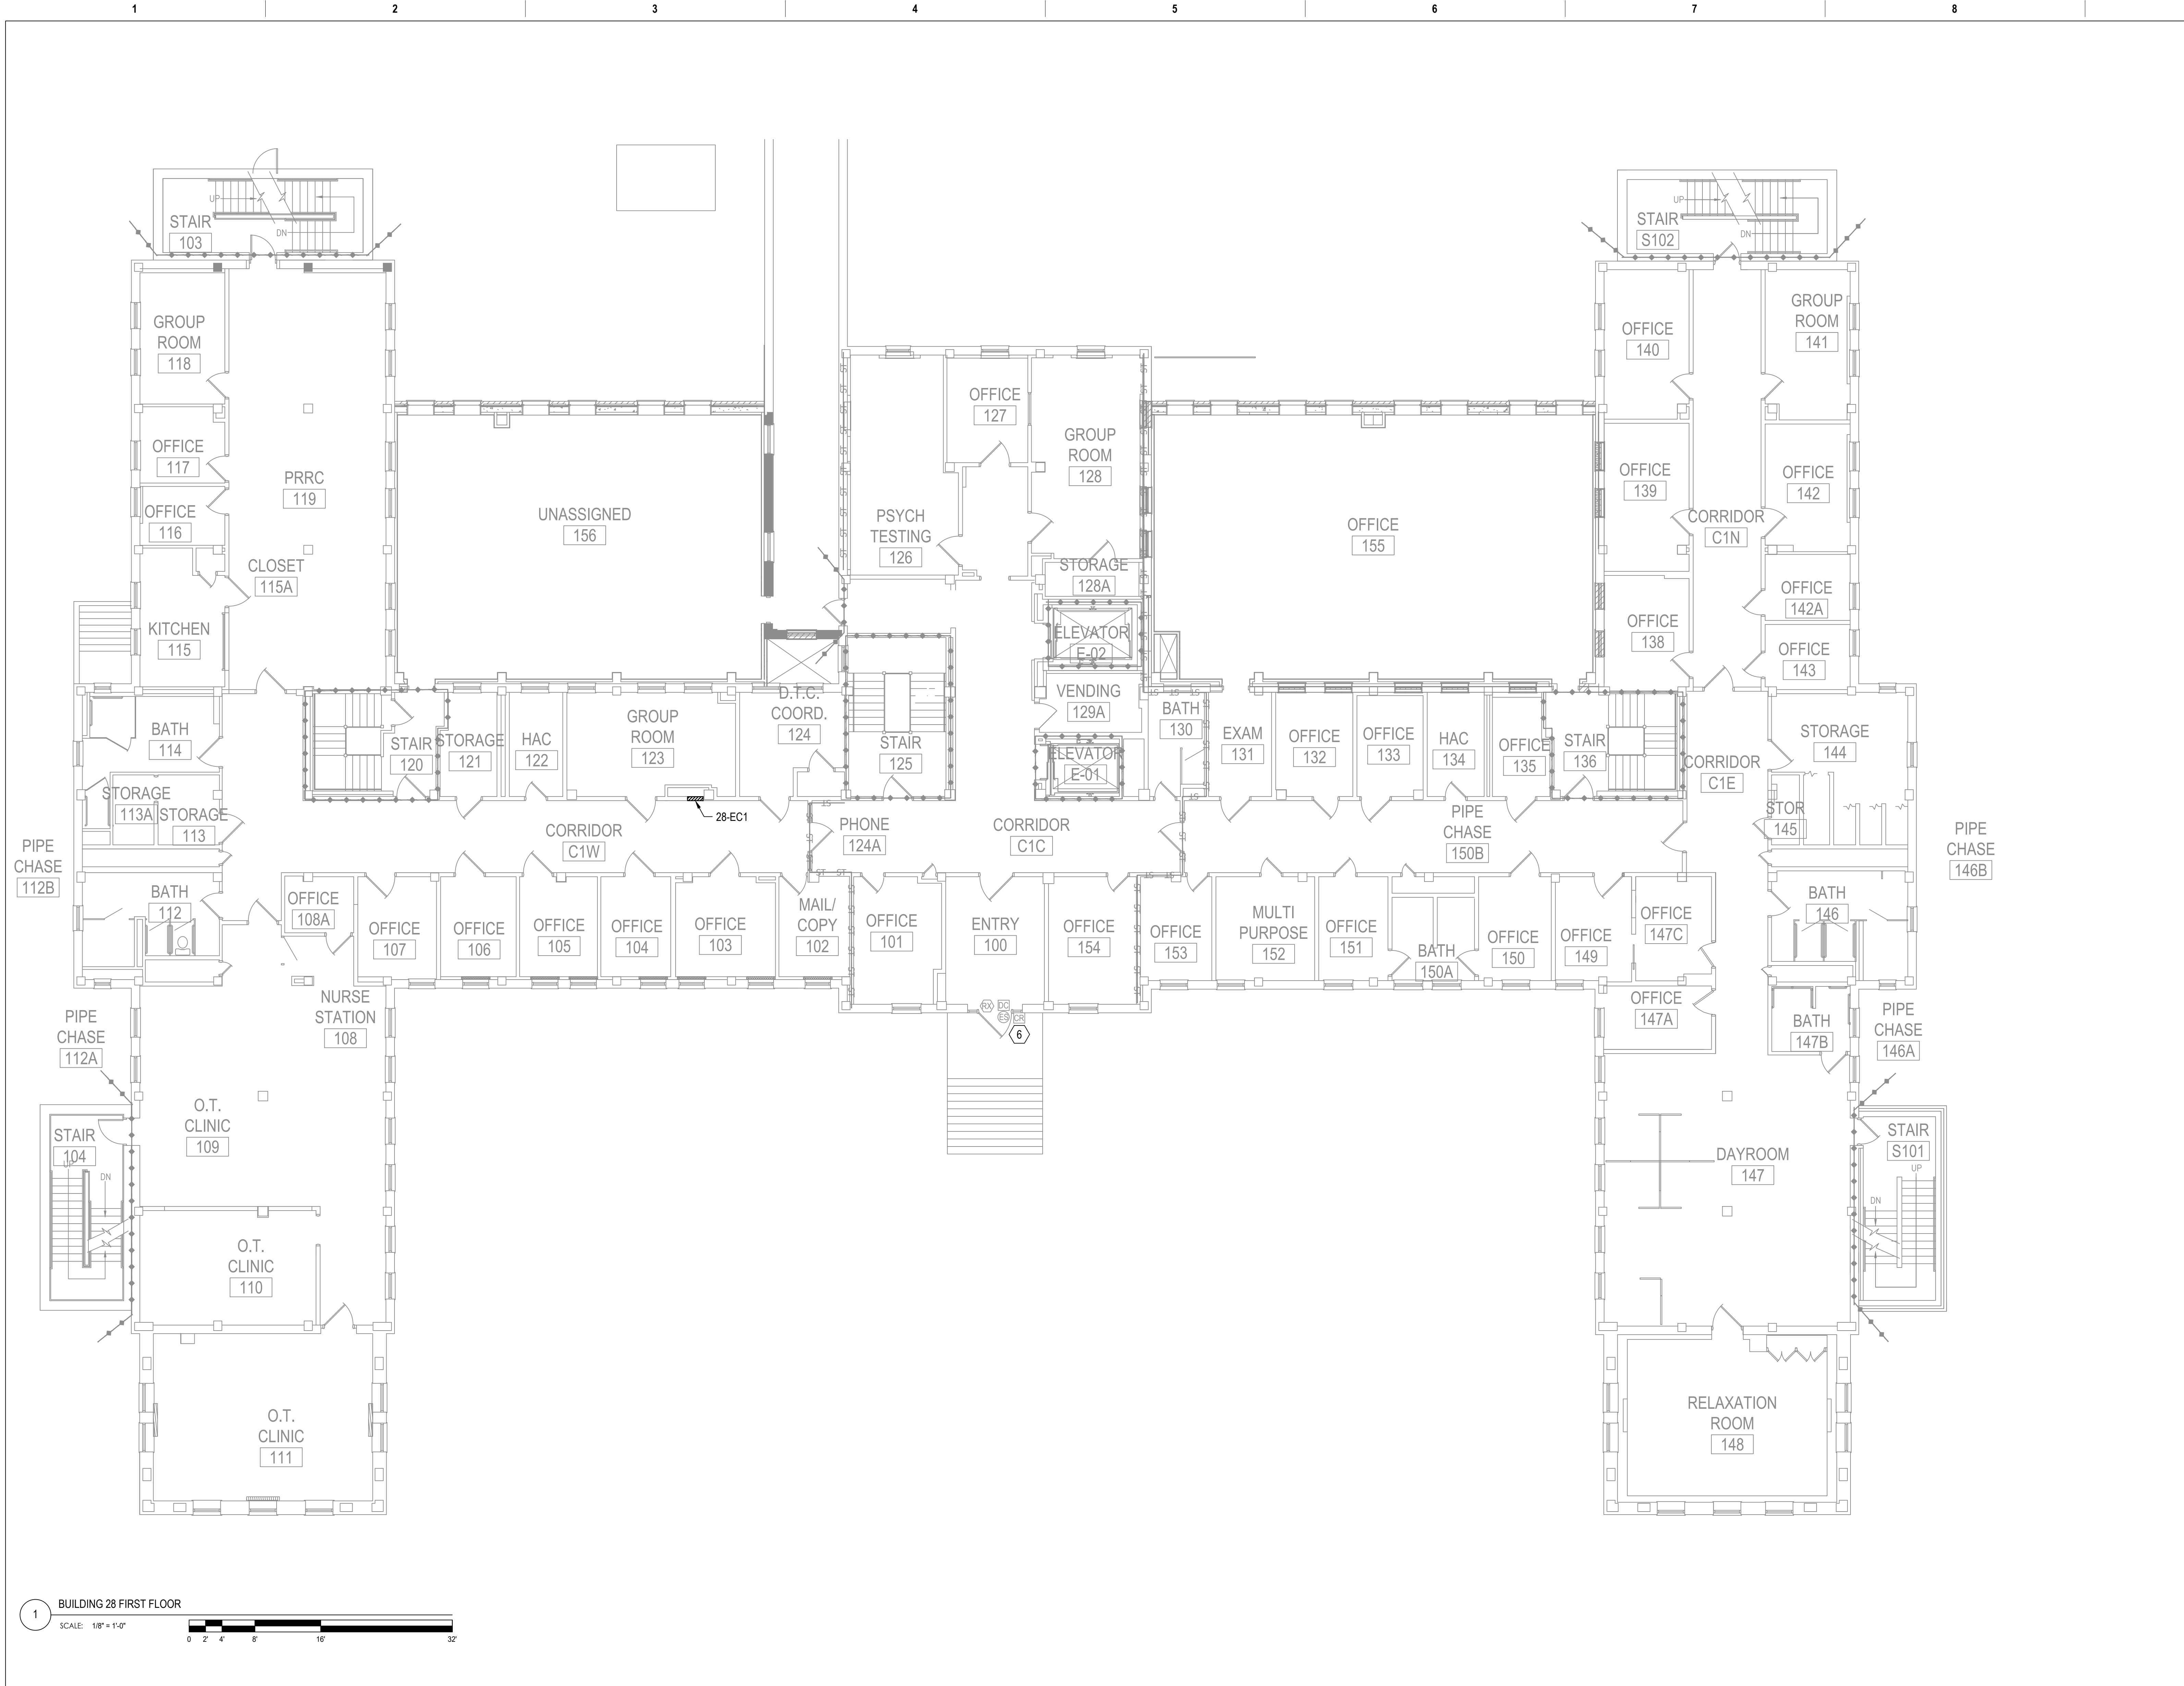 1 2 3 4 5 6 7 8
UP
STAIR
103
DN
UP
STAIR
S102
DN
GROUP
ROOM
118
OFFICE
117
OFFICE
116
PRRC
119
CLOSET
115A
KITCHEN
115
UNASSIGNED
156
OFFICE
127
GROUP
ROOM
128
PSYCH
TESTING
126
STORAGE
128A
ELEVATOR
E-02
VENDING
129A
ELEVATOR
E-01
OFFICE
155
OFFICE
140
GROUP
ROOM
141
OFFICE
139
OFFICE
142
CORRIDOR
C1N
OFFICE
142A
OFFICE
138
OFFICE
143
BATH
114
STORAGE
113A
STORAGE
113
STAIR
120
STORAGE
121
HAC
122
GROUP
ROOM
123
D.T.C.
COORD.
124
STAIR
125
BATH
130
EXAM
131
OFFICE
132
OFFICE
133
HAC
134
OFFICE
135
STAIR
136
CORRIDOR
C1E
STORAGE
144
STOR
145
28-EC1
CORRIDOR
C1W
PHONE
124A
CORRIDOR
C1C
PIPE
CHASE
150B
PIPE
CHASE
112B
PIPE
CHASE
146B
BATH
112
OFFICE
108A
OFFICE
107
OFFICE
106
OFFICE
105
OFFICE
104
OFFICE
103
MAIL/
COPY
102
OFFICE
101
ENTRY
100
OFFICE
154
OFFICE
153
MULTI
PURPOSE
152
OFFICE
151
BATH
150A
OFFICE
150
OFFICE
149
OFFICE
147C
BATH
146
NURSE
STATION
108
RX DC
ES CR
6
OFFICE
147A
BATH
147B
PIPE
CHASE
112A
PIPE
CHASE
146A
O.T.
CLINIC
109
STAIR
104
UP
DN
DAYROOM
147
STAIR
S101
UP
DN
O.T.
CLINIC
110
O.T.
CLINIC
111
RELAXATION
ROOM
148
1
BUILDING 28 FIRST FLOOR
SCALE: 1/8" = 1'-0"
0 2' 4' 8' 16' 32'